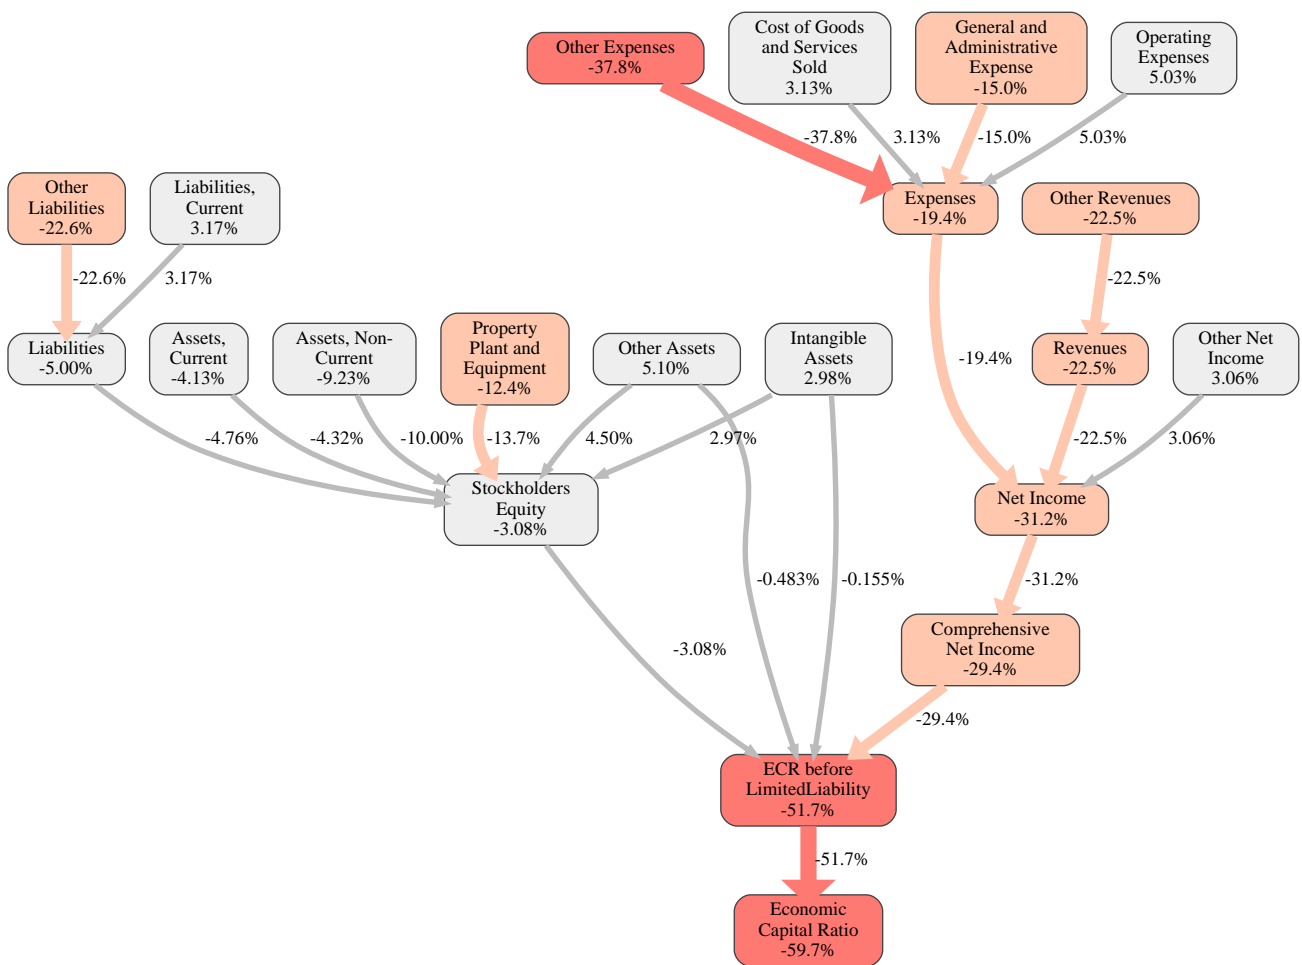 Other Expenses
-37.8%
Cost of Goods
and Services
Sold
3.13%
General and
Administrative
Expense
-15.0%
Operating
Expenses
5.03%
-37.8%
3.13%
-15.0%
5.03%
Other
Liabilities
-22.6%
Liabilities,
Current
3.17%
Expenses
-19.4%
Other Revenues
-22.5%
-22.6%
3.17%
-22.5%
Liabilities
-5.00%
Assets,
Current
-4.13%
Assets, Non-
Current
-9.23%
Property
Plant and
Equipment
-12.4%
Other Assets
5.10%
Intangible
Assets
2.98%
-19.4%
Revenues
-22.5%
Other Net
Income
3.06%
-4.76%
-4.32%
-10.00%
-13.7%
4.50%
2.97%
-22.5%
3.06%
Stockholders
Equity
-3.08%
Net Income
-31.2%
-0.483%
-0.155%
-31.2%
-3.08%
Comprehensive
Net Income
-29.4%
-29.4%
ECR before
LimitedLiability
-51.7%
-51.7%
Economic
Capital Ratio
-59.7%